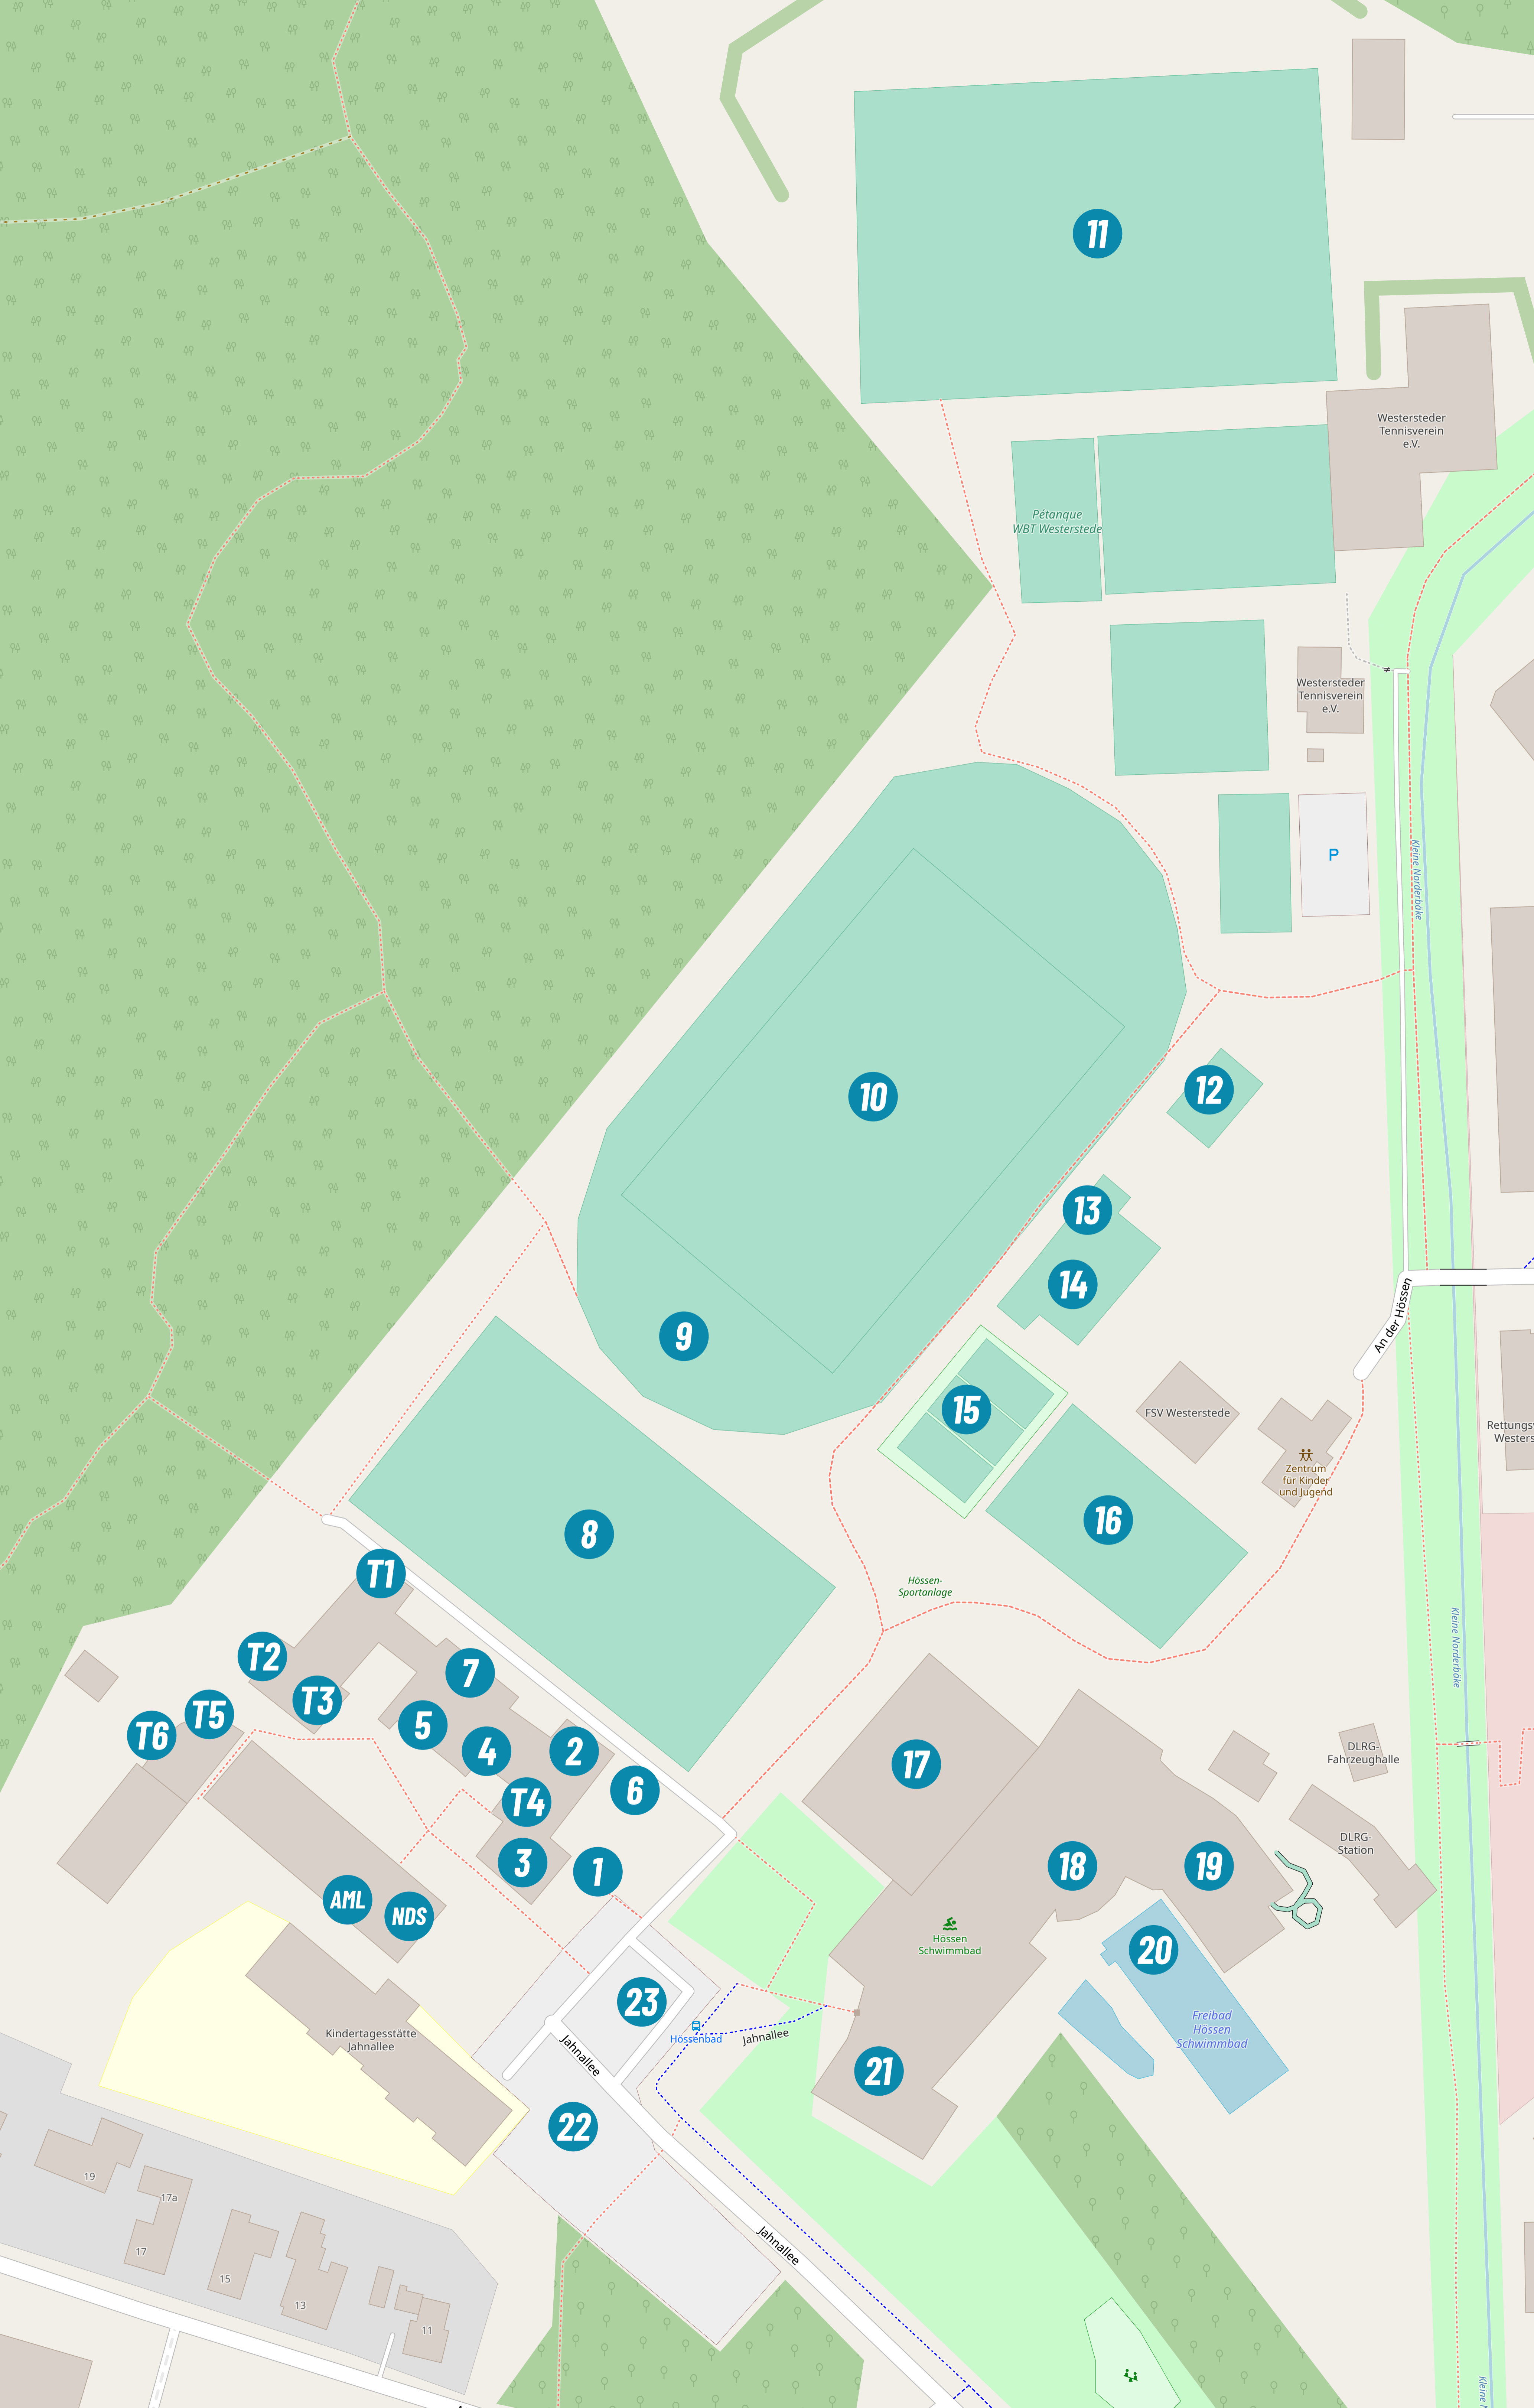 11
Westersteder
Tennisverein
e.V.
Pétanque
WBT Westerstede
Westersteder
Tennisverein
e.V.
P
Kleine Norderbäke
10
12
13
14
An der Hössen
9
15
FSV Westerstede
Zentrum
für Kinder
und Jugend
16
8
Hössen-
Sportanlage
T1
T2
T3
7
T5
T6
5
4
2
T4
6
3
1
AML
NDS
17
18
19
20
Hössen
Schwimmbad
DLRG-
Fahrzeughalle
DLRG-
Station
Kleine Norderbäke
23
Hössenbad
Jahnallee
Jahnallee
Freibad
Hössen
Schwimmbad
Kindertagesstätte
Jahnallee
21
22
Jahnallee
19
17a
17
15
13
11